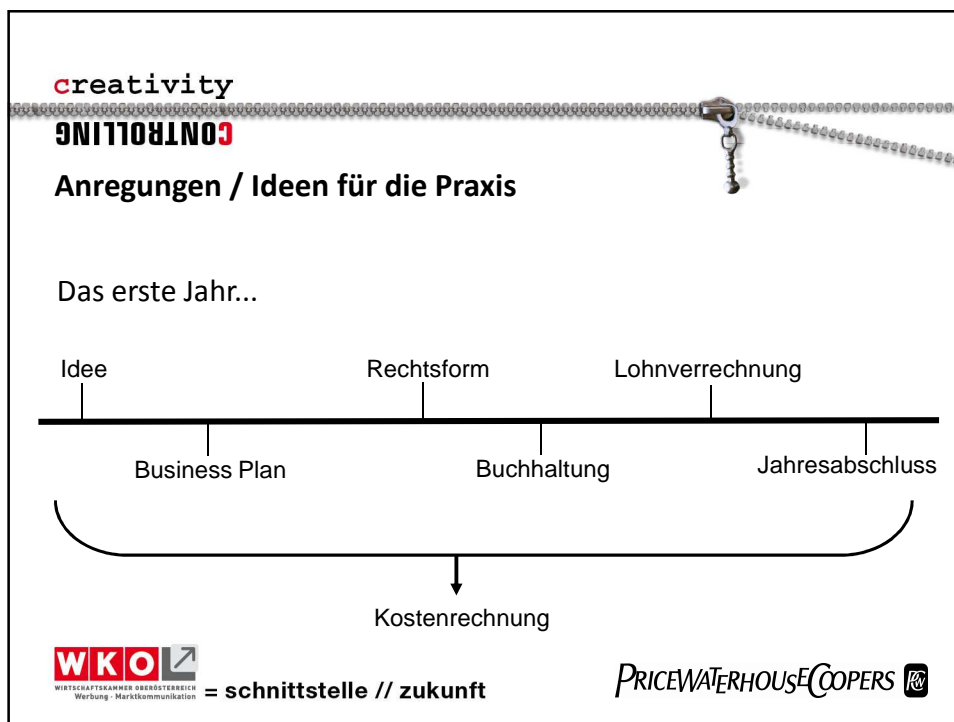 creativity
CONTROLLING
Anregungen / Ideen für die Praxis
Das erste Jahr...
Idee
Rechtsform
Lohnverrechnung
Business Plan
Buchhaltung
Jahresabschluss
Kostenrechnung
WKO
WIRTSCHAFTSKAMMER OBERÖSTERREICH
Werbung - Marktkommunikation
= schnittstelle // zukunft
PRICEWATERHOUSECOOPERS PwC